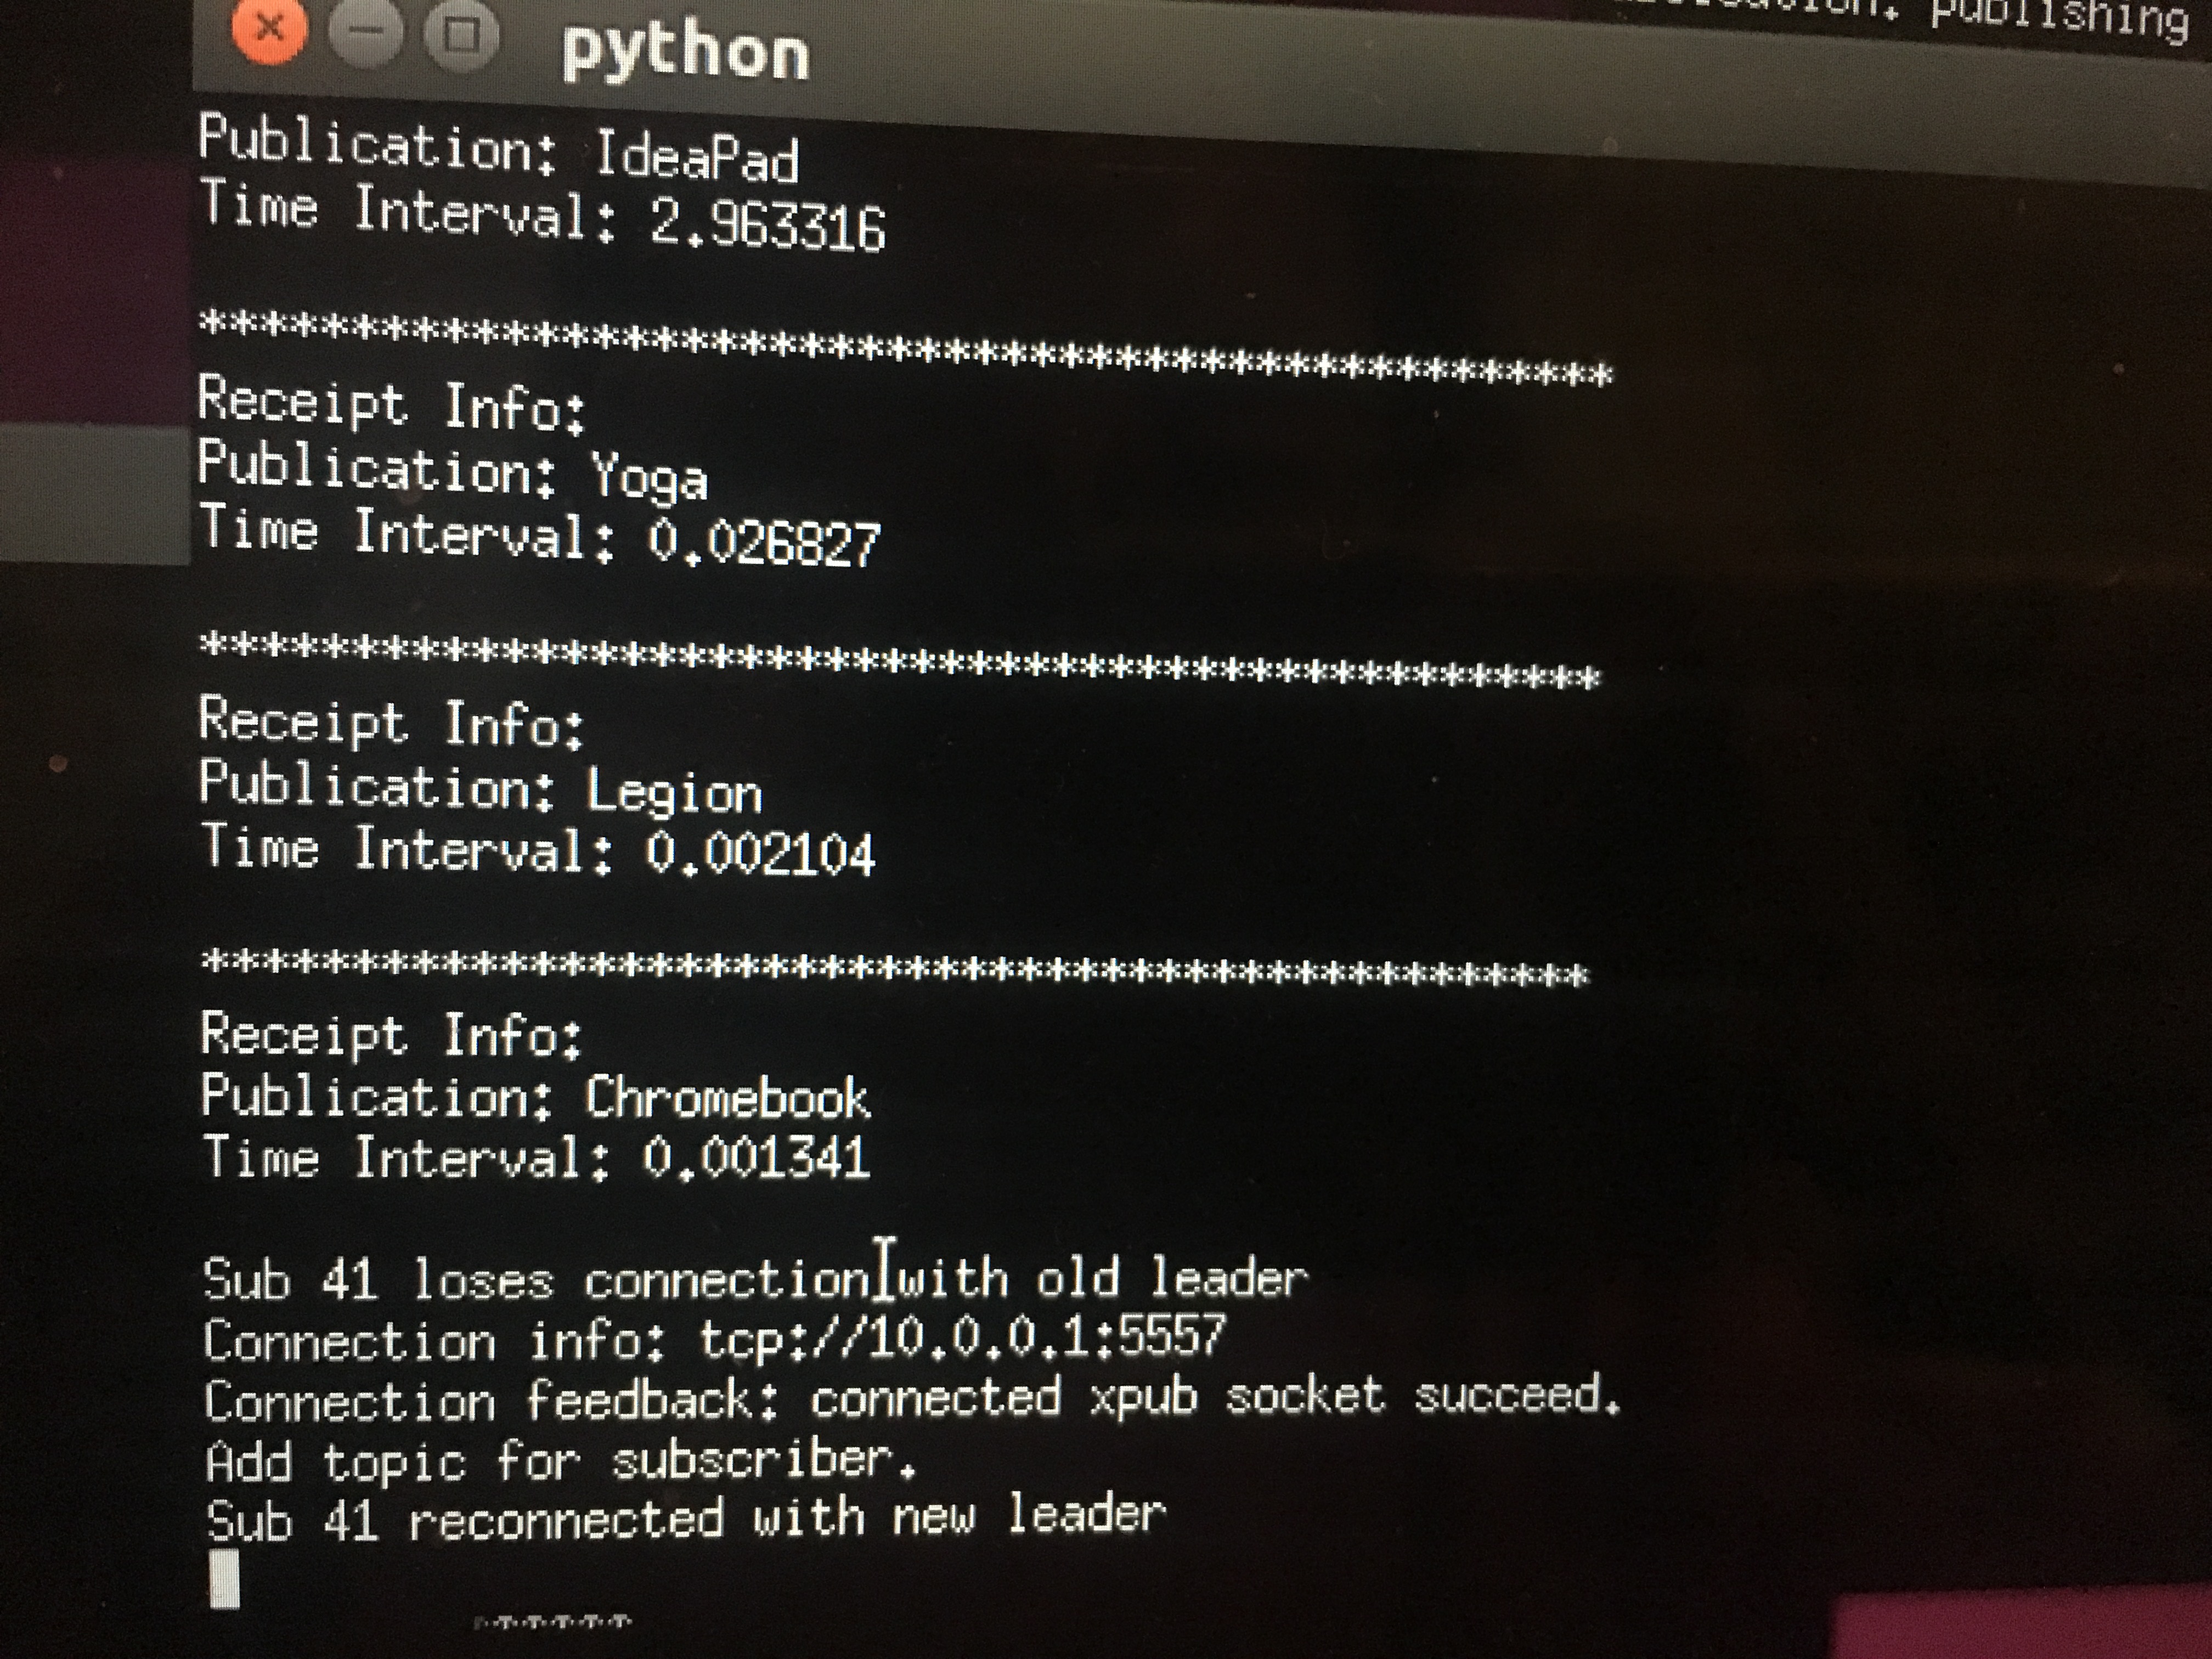 publishing
python
Publication: IdeaPad
Time Interval: 2.963316
*************************************************
Receipt Info:
Publication: Yoga
Time Interval: 0.026827
*************************************************
Receipt Info:
Publication: Legion
Time Interval: 0.002104
*************************************************
Receipt Info:
Publication: Chromebook
Time Interval: 0.001341
Sub 41 loses connection with old leader
Connection info: tcp://10.0.0.1:5557
Connection feedback: connected xpub socket succeed.
Add topic for subscriber.
Sub 41 reconnected with new leader